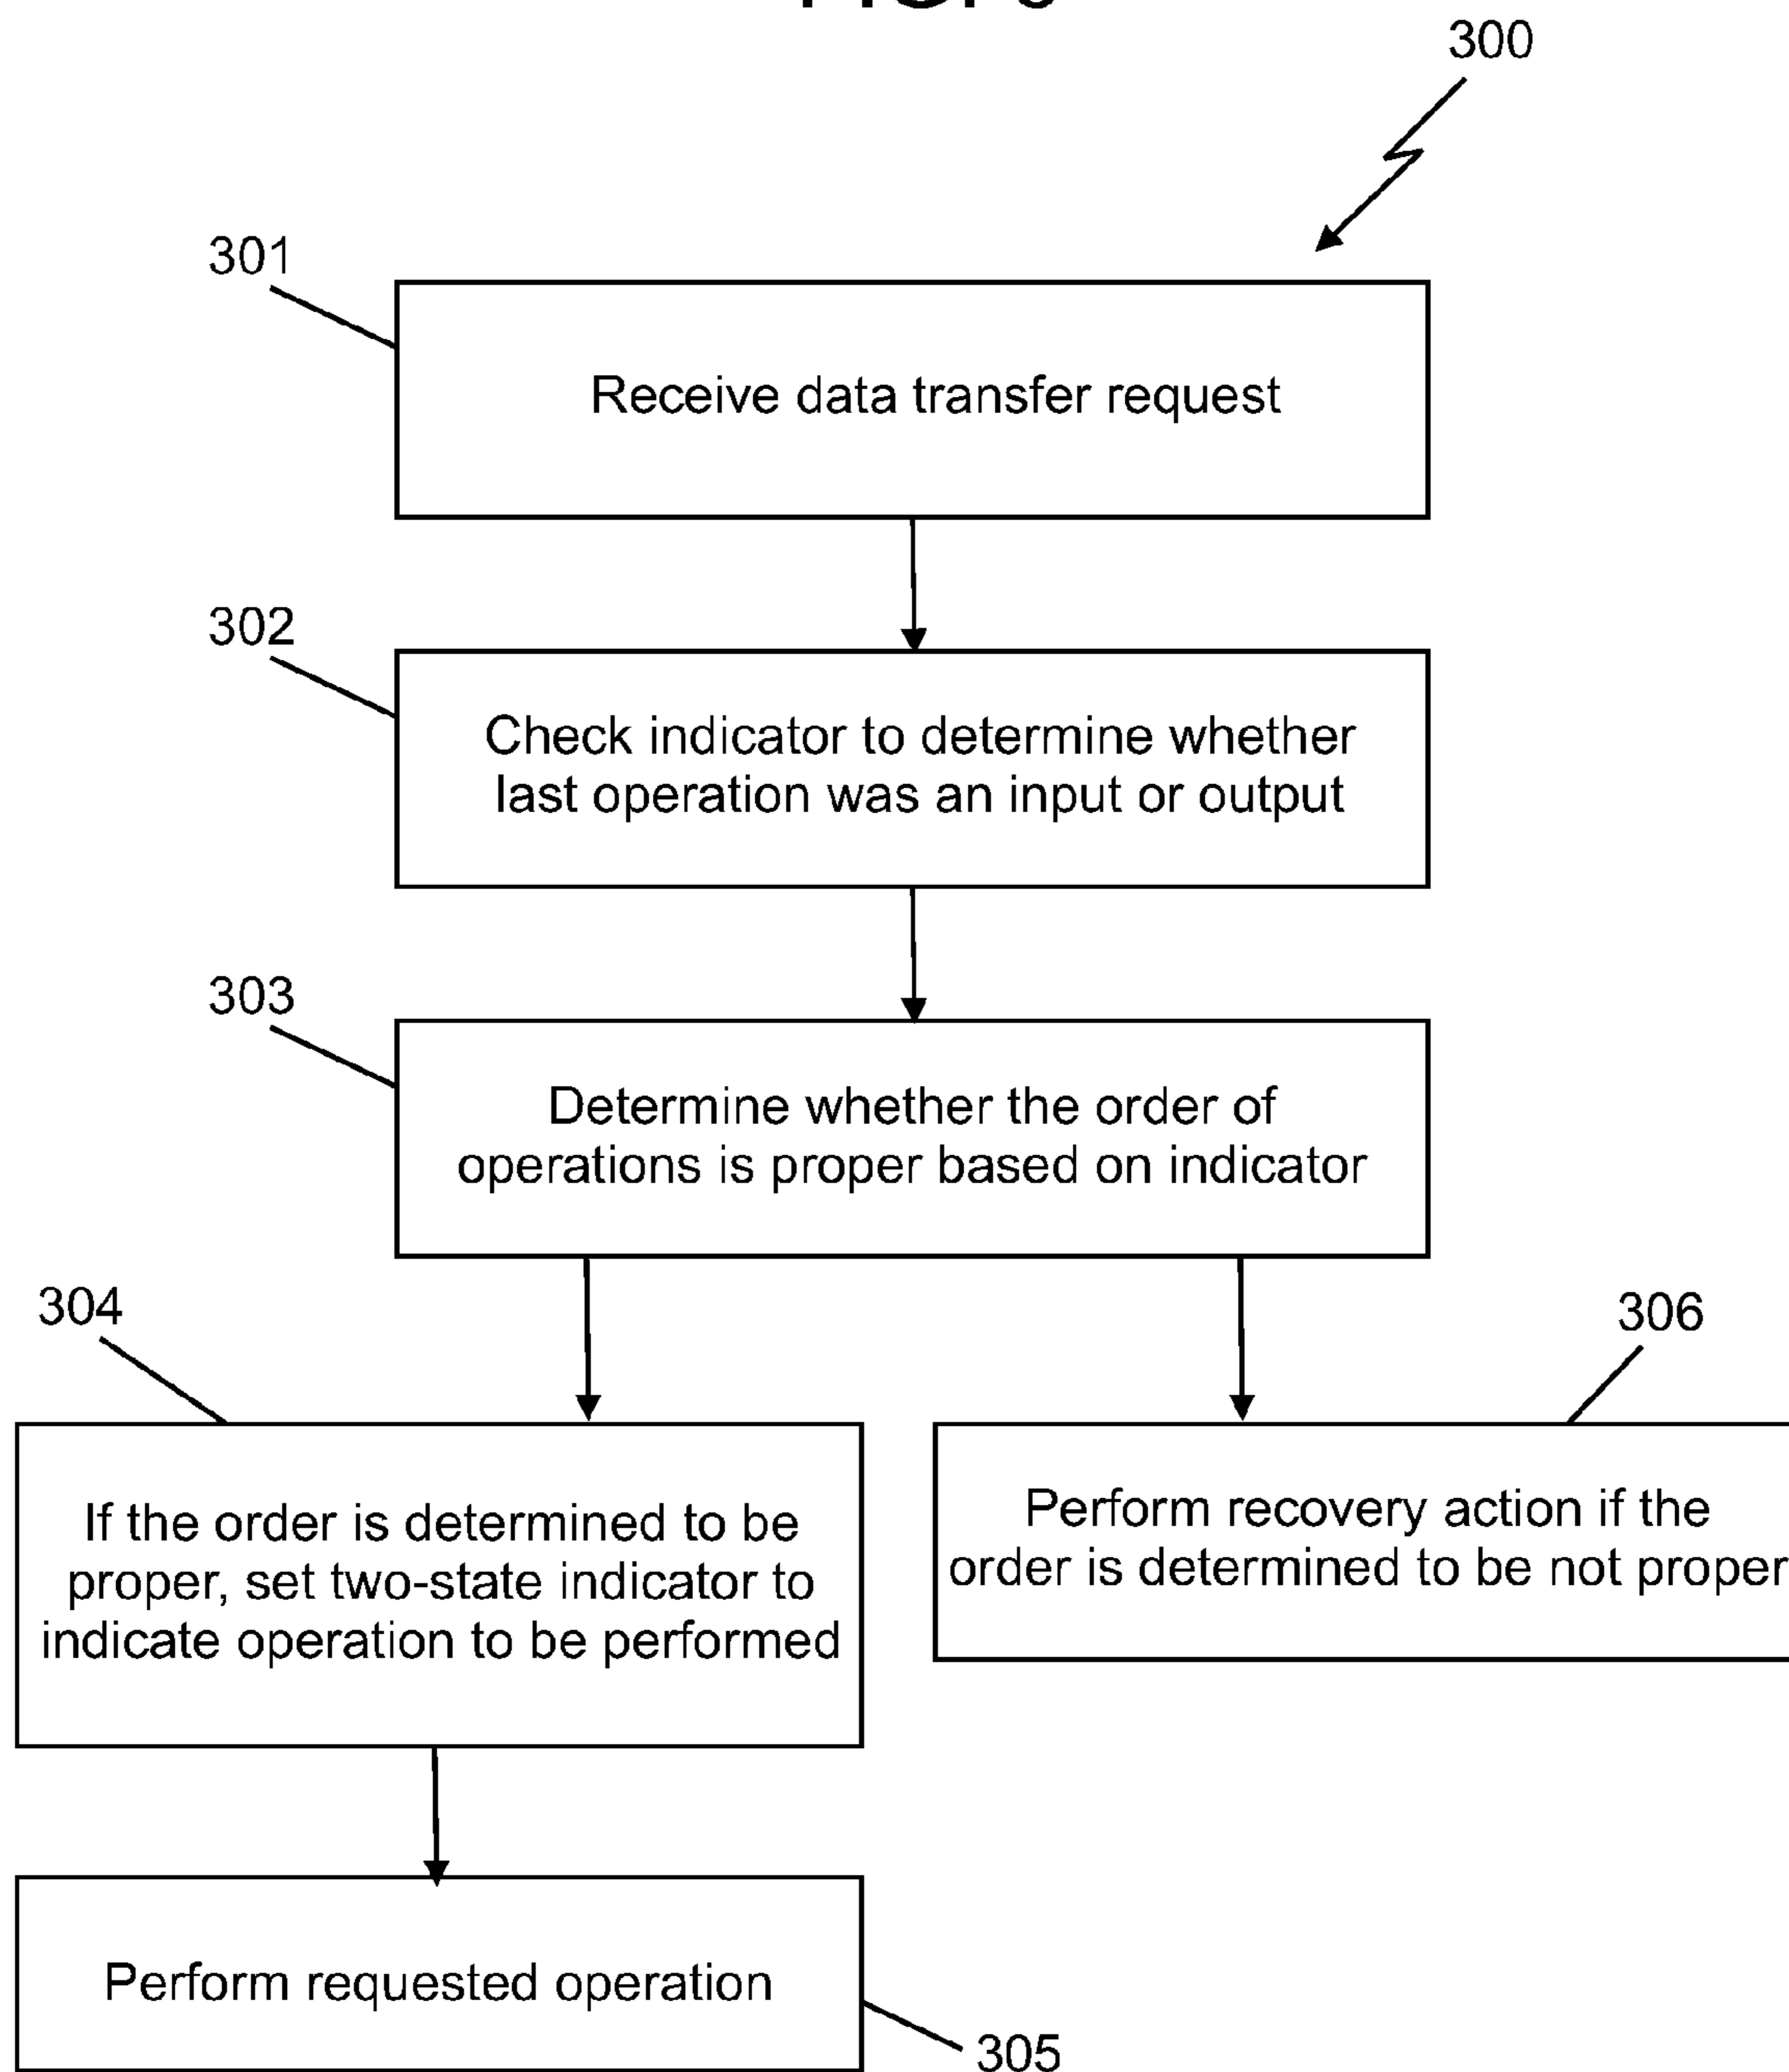 300
301
Receive data transfer request
302
Check indicator to determine whether
last operation was an input or output
303
Determine whether the order of
operations is proper based on indicator
304
306
If the order is determined to be
proper, set two-state indicator to
indicate operation to be performed
Perform recovery action if the
order is determined to be not proper
Perform requested operation
305